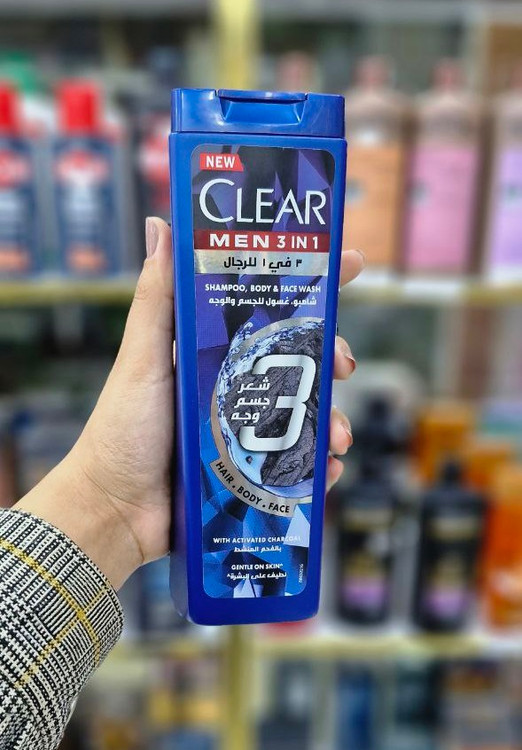 NEW
CLEAR
MEN 3 IN 1
٣ في ١ للرجال
SHAMPOO, BODY & FACE WASH
شامبو، غسول للجسم والوجه
3
شعر
جسم
وجه
HAIR . BODY . FACE
WITH ACTIVATED CHARCOAL
بالفحم المنشط
GENTLE ON SKIN*
نظيف على البشرة*